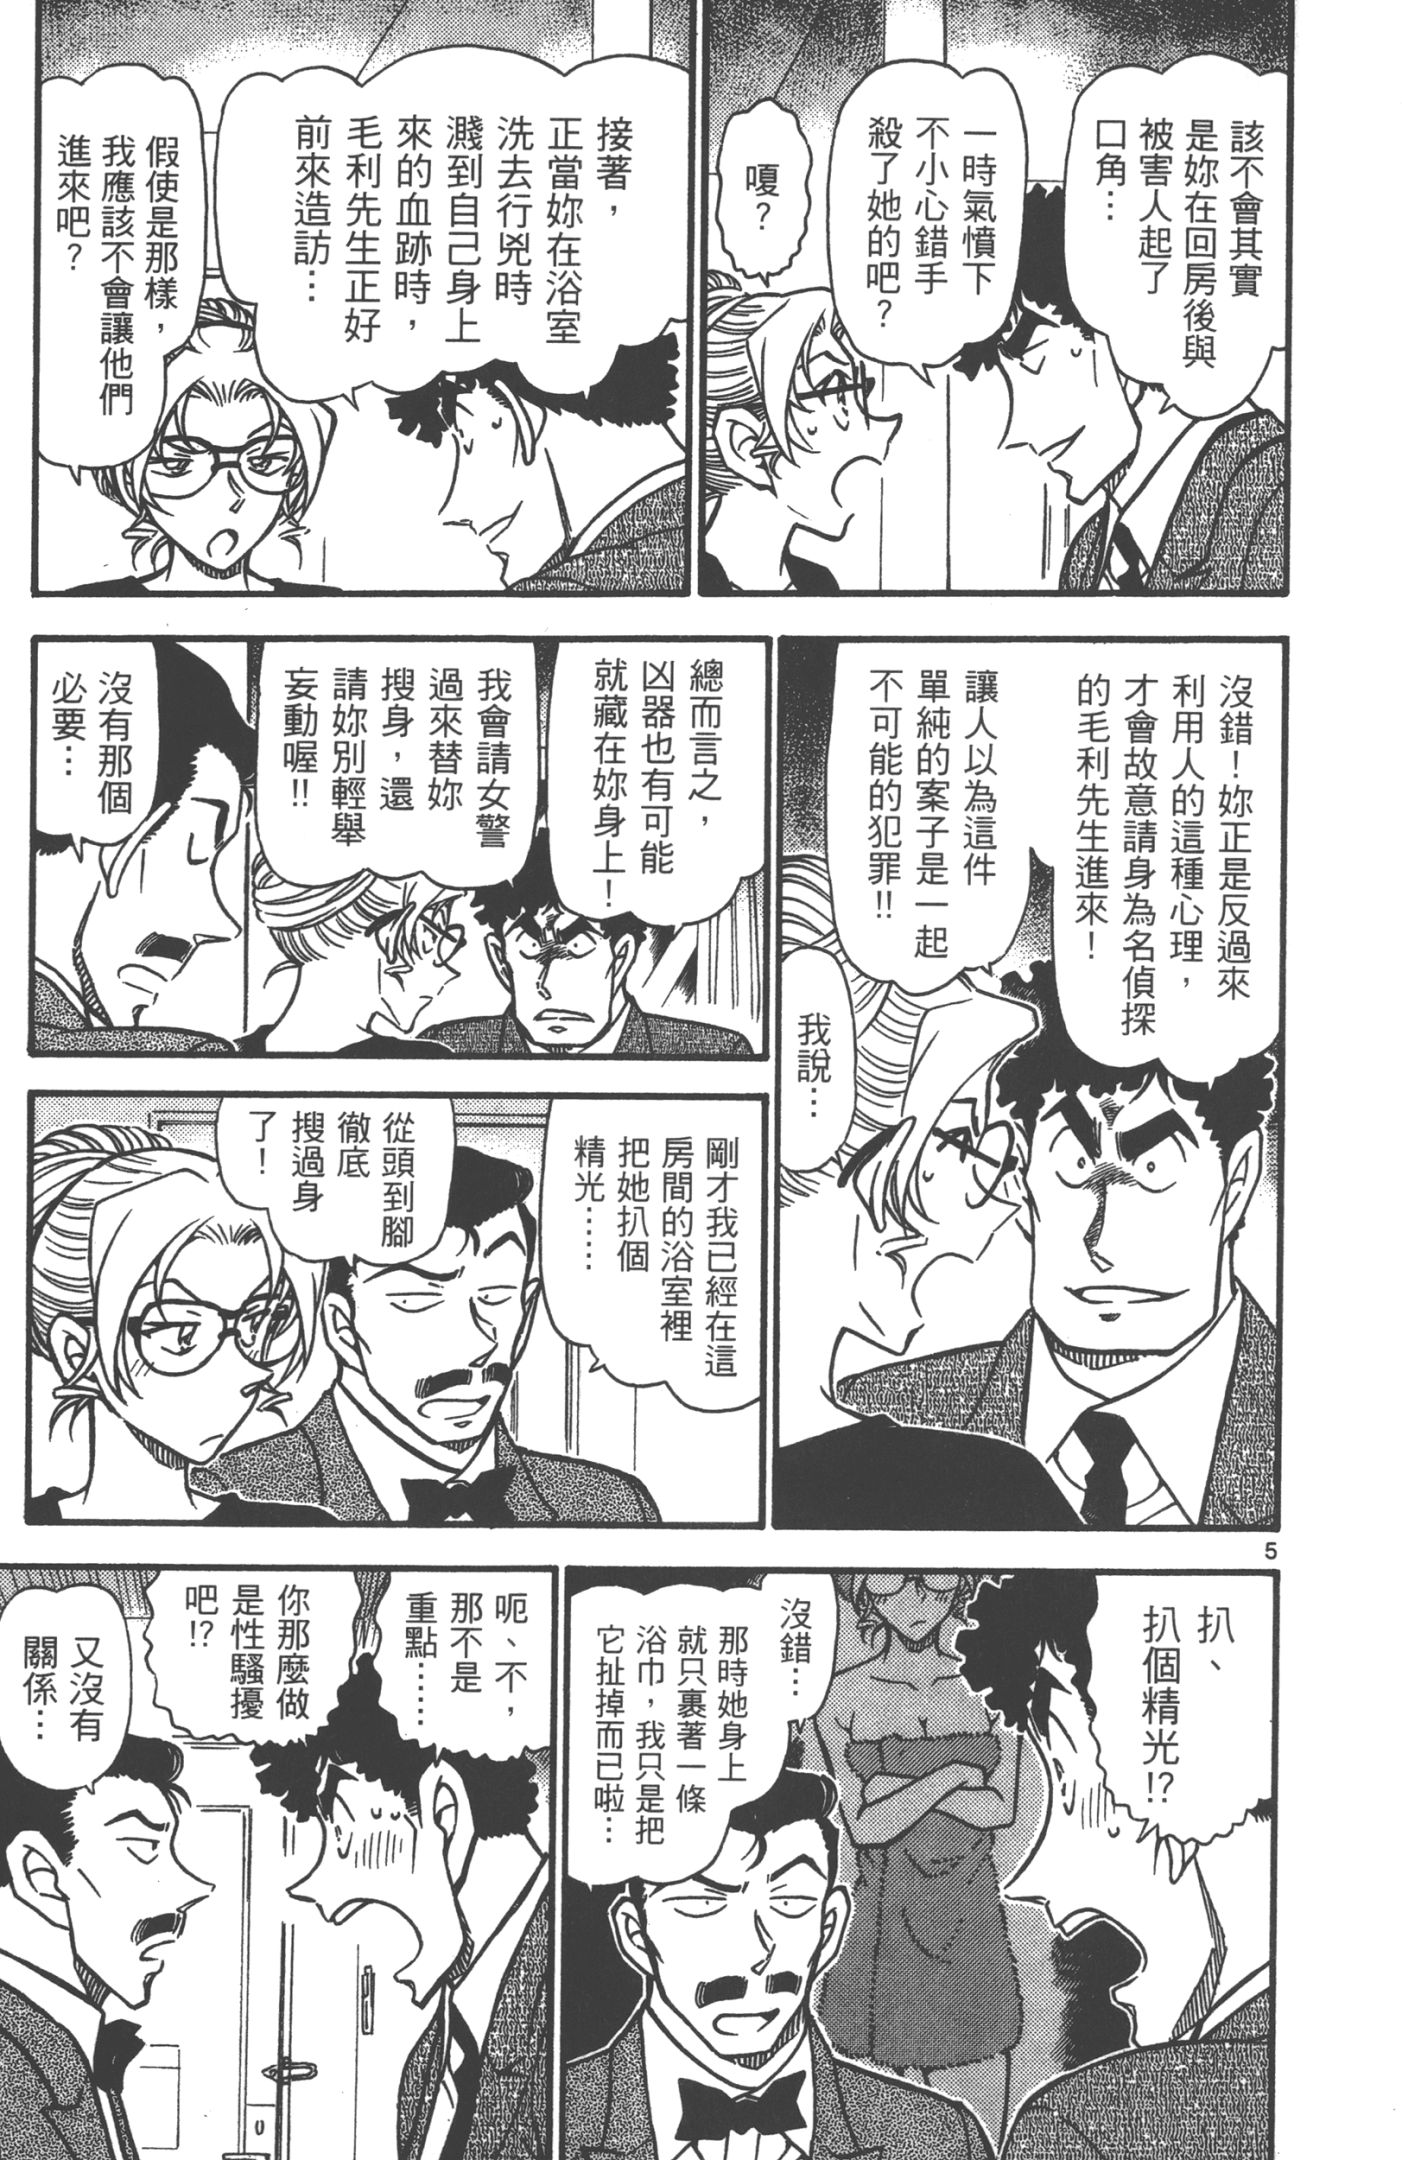 該不會其實
是妳在回房後與
被害人起了
口角…
一時氣憤下
不小心錯手
殺了她的吧？
嗄？
接著，
正當妳在浴室
洗去行兇時
濺到自己身上
來的血跡時，
毛利先生正好
前來造訪…
假使是那樣，
我應該不會讓他們
進來吧？
沒錯！妳正是反過來
利用人的這種心理，
才會故意請身為名偵探
的毛利先生進來！
讓人以為這件
單純的案子是一起
不可能的犯罪!!
我說…
總而言之，
凶器也有可能
就藏在妳身上！
我會請女警
過來替妳
搜身，還
請妳別輕舉
妄動喔!!
沒有那個
必要…
剛才我已經在這
房間的浴室裡
把她扒個
精光……
從頭到腳
徹底
搜過身
了！
5
扒、
扒個精光!?
沒錯…
那時她身上
就只裹著一條
浴巾，我只是把
它扯掉而已啦…
呃、不，
那不是
重點……
你那麼做
是性騷擾
吧!?
又沒有
關係…